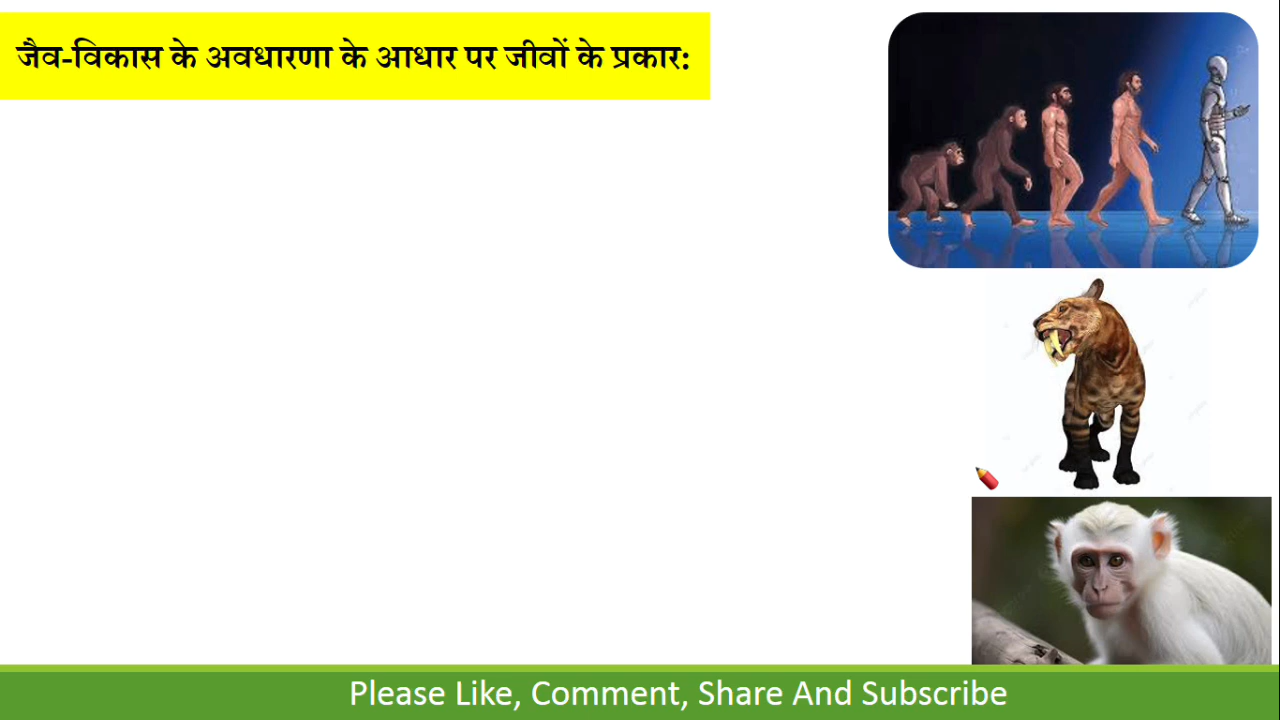 जैव-विकास के अवधारणा के आधार पर जीवों के प्रकार:
Please Like, Comment, Share And Subscribe